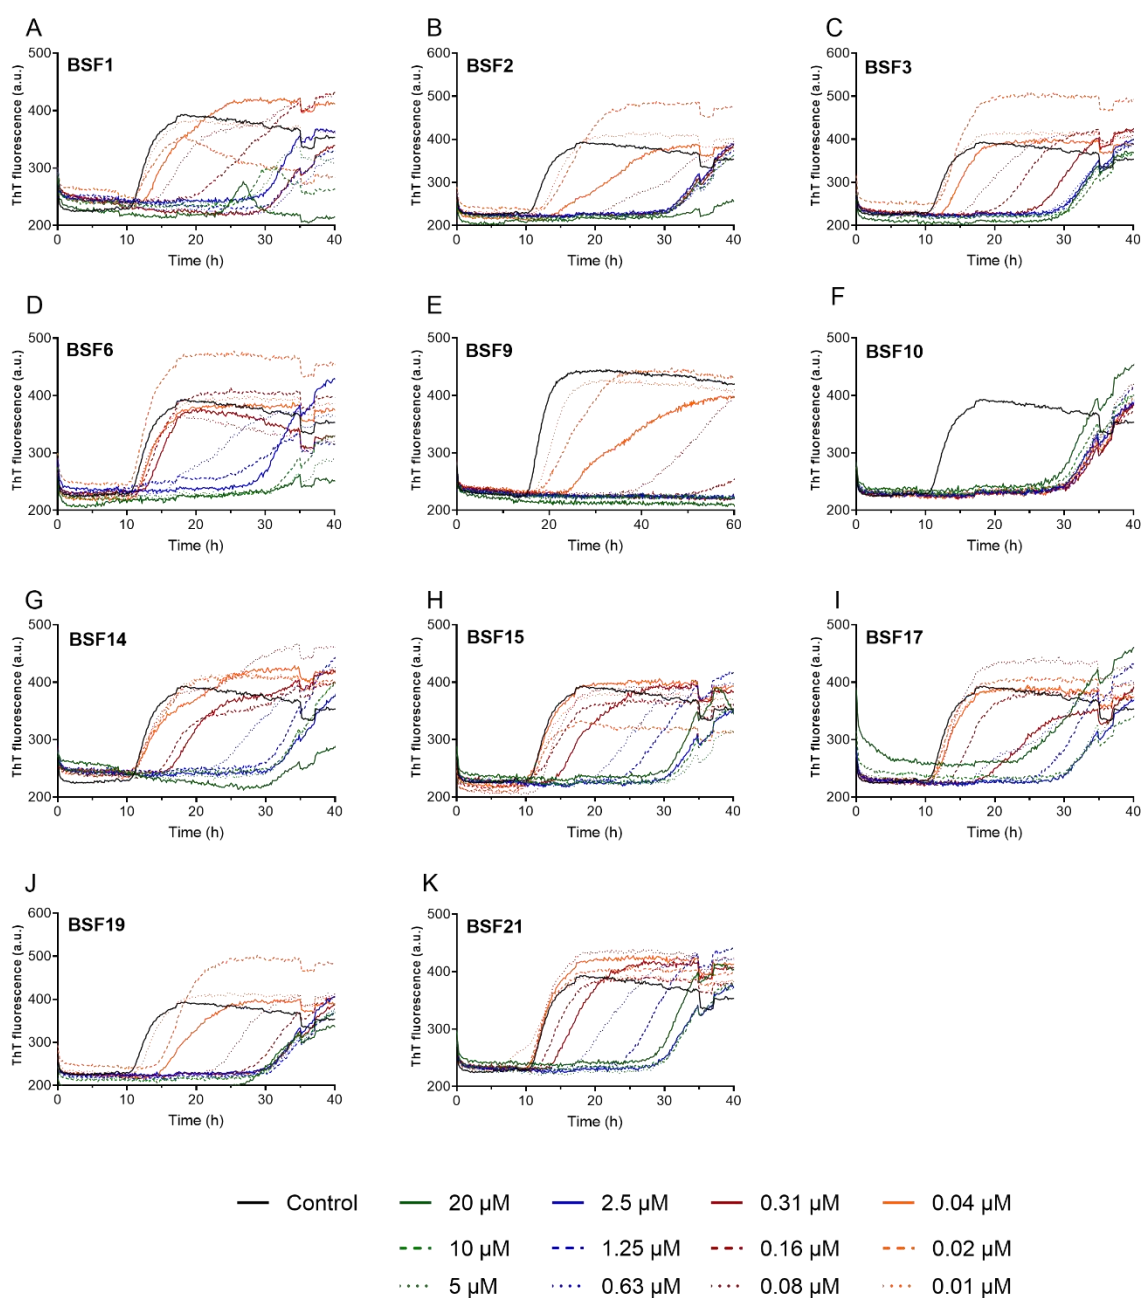 A B C
BSF1 BSF2 BSF3
ThT fluorescence (a.u.) ThT fluorescence (a.u.) ThT fluorescence (a.u.)
500 600 600
400 500 500
300 400 400
200 300 300
200 200
0 10 20 30 40 0 10 20 30 40 0 10 20 30 40
Time (h) Time (h) Time (h)
D E F
BSF6 BSF9 BSF10
ThT fluorescence (a.u.) ThT fluorescence (a.u.) ThT fluorescence (a.u.)
500 500 500
400 400 400
300 300 300
200 200 200
0 10 20 30 40 0 20 40 60 0 10 20 30 40
Time (h) Time (h) Time (h)
G H I
BSF14 BSF15 BSF17
ThT fluorescence (a.u.) ThT fluorescence (a.u.) ThT fluorescence (a.u.)
500 500 500
400 400 400
300 300 300
200 200 200
0 10 20 30 40 0 10 20 30 40 0 10 20 30 40
Time (h) Time (h) Time (h)
J K
BSF19 BSF21
ThT fluorescence (a.u.) ThT fluorescence (a.u.)
600 500
500 400
400 300
300 200
200
0 10 20 30 40 0 10 20 30 40
Time (h) Time (h)
Control 20 µM 2.5 µM 0.31 µM 0.04 µM
10 µM 1.25 µM 0.16 µM 0.02 µM
5 µM 0.63 µM 0.08 µM 0.01 µM